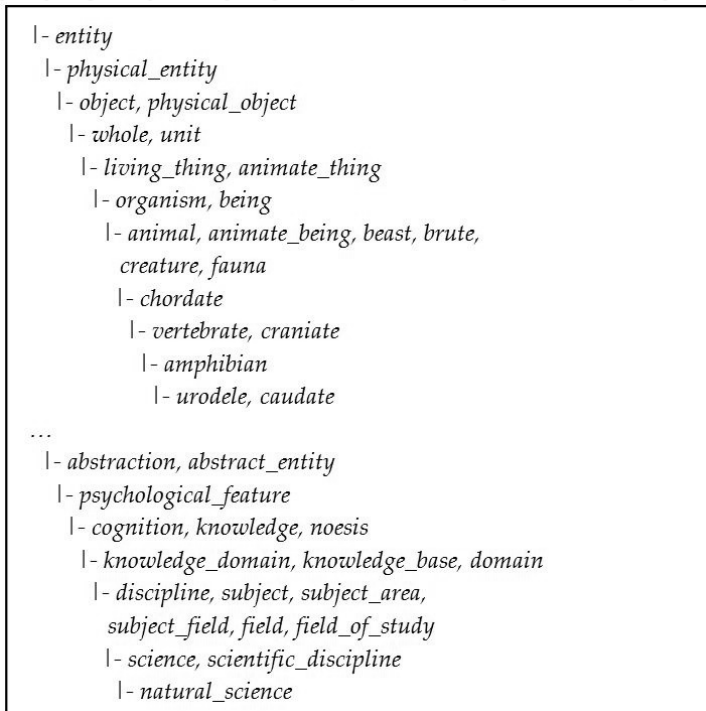 |- entity
|- physical_entity
|- object, physical_object
|- whole, unit
|- living_thing, animate_thing
|- organism, being
|- animal, animate_being, beast, brute,
creature, fauna
|- chordate
|- vertebrate, craniate
|- amphibian
|- urodele, caudate
...
|- abstraction, abstract_entity
|- psychological_feature
|- cognition, knowledge, noesis
|- knowledge_domain, knowledge_base, domain
|- discipline, subject, subject_area,
subject_field, field, field_of_study
|- science, scientific_discipline
|- natural_science